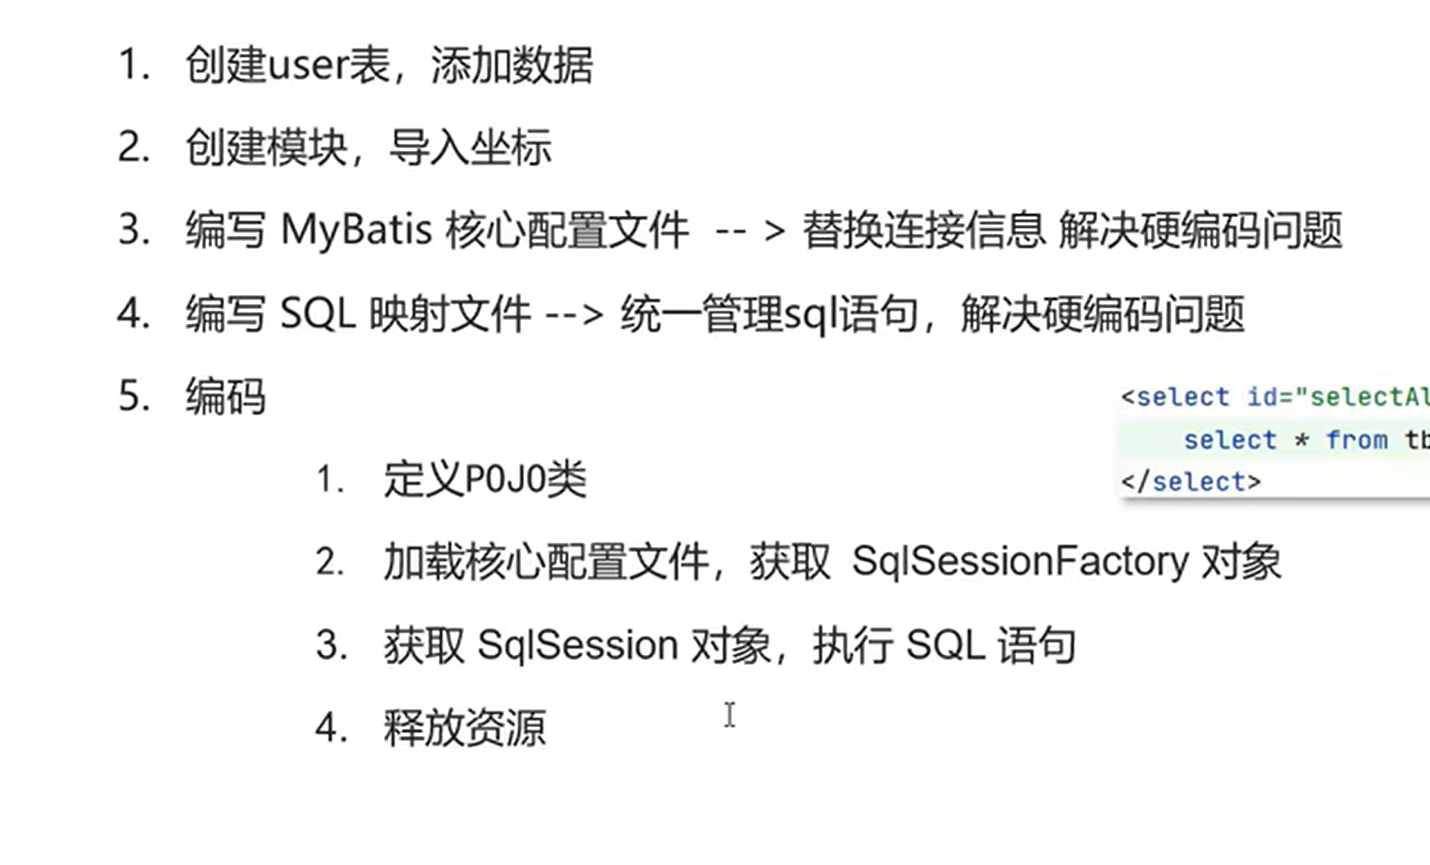 1. 创建user表，添加数据
2. 创建模块，导入坐标
3. 编写 MyBatis 核心配置文件 -- > 替换连接信息 解决硬编码问题
4. 编写 SQL 映射文件 --> 统一管理sql语句，解决硬编码问题
5. 编码
<select id="selectAl
select * from tb
</select>
1. 定义POJO类
2. 加载核心配置文件，获取 SqlSessionFactory 对象
3. 获取 SqlSession 对象，执行 SQL 语句
4. 释放资源